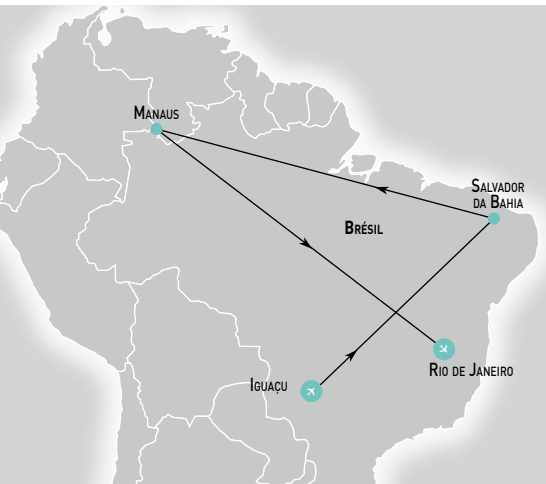 Manaus
Salvador
da Bahia
Brésil
Rio de Janeiro
Iguaçu